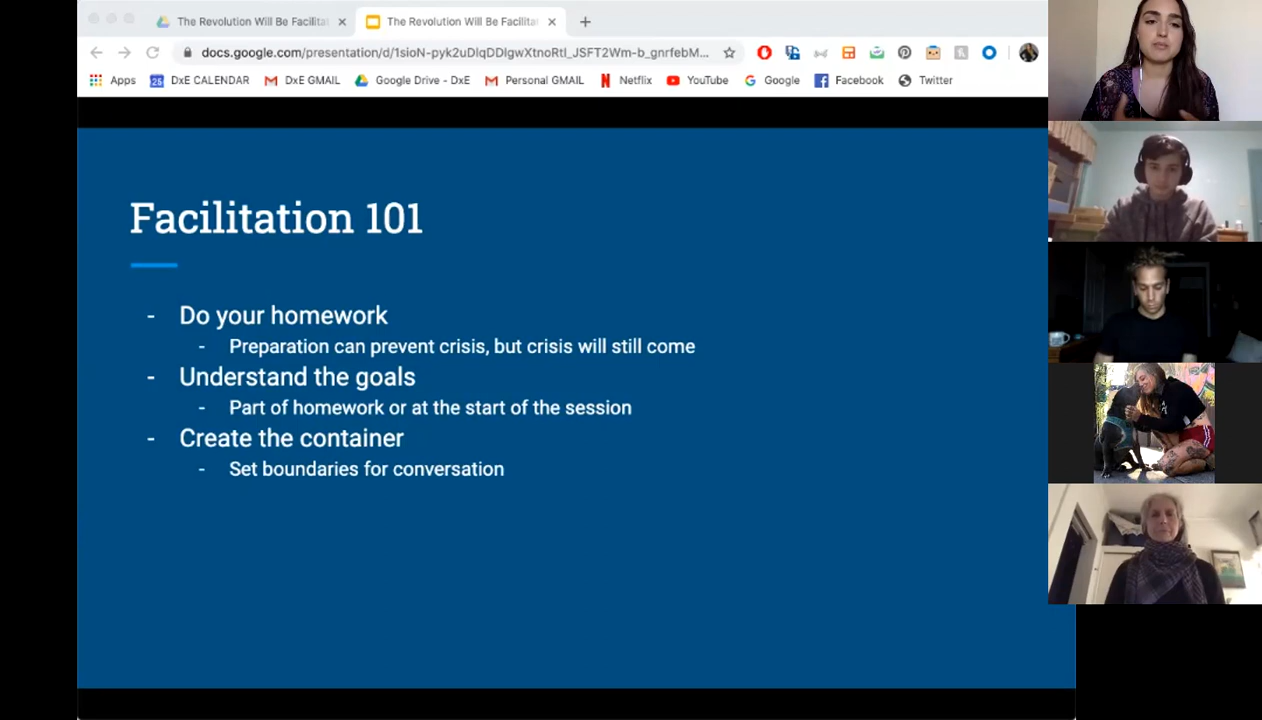 The Revolution Will Be Facilitat
The Revolution Will Be Facilitat
docs.google.com/presentation/d/1sioN-pyk2uDlqDDIgwXtnoRtI_JSFT2Wm-b_gnrfebM...
Apps
DxE CALENDAR
DxE GMAIL
Google Drive - DxE
Personal GMAIL
Netflix
YouTube
Google
Facebook
Twitter
Facilitation 101
- Do your homework
- Preparation can prevent crisis, but crisis will still come
- Understand the goals
- Part of homework or at the start of the session
- Create the container
- Set boundaries for conversation